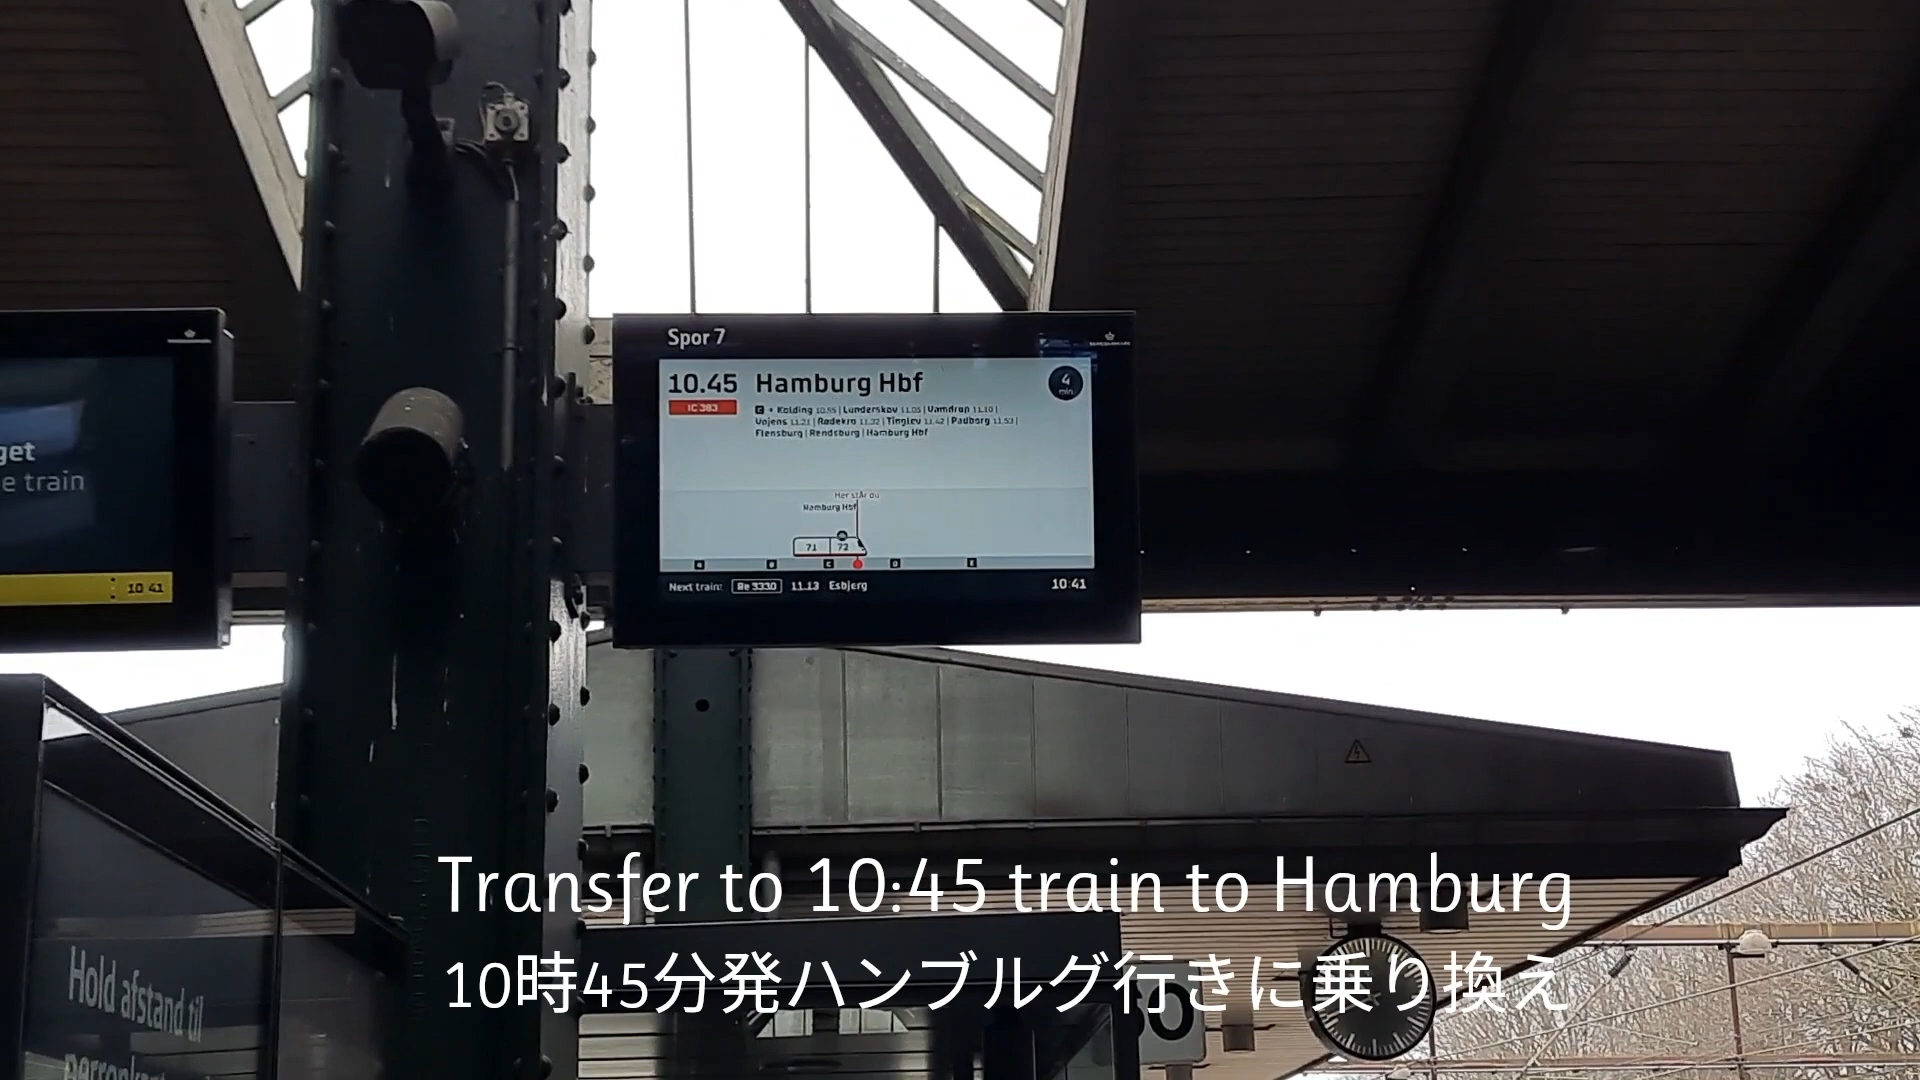 get
e train
10 41
Spor 7
10.45 Hamburg Hbf
4 min
IC 383
C → Kolding 10.55 | Lunderskov 11.05 | Vamdrup 11.10 |
Vojens 11.21 | Rødekro 11.32 | Tinglev 11.42 | Padborg 11.53 |
Flensburg | Rendsburg | Hamburg Hbf
Her står du
Hamburg Hbf
71 72
B C D E
Next train: Re 3330 11.13 Esbjerg 10:41
Hold afstand til
Transfer to 10:45 train to Hamburg
10時45分発ハンブルグ行きに乗り換え